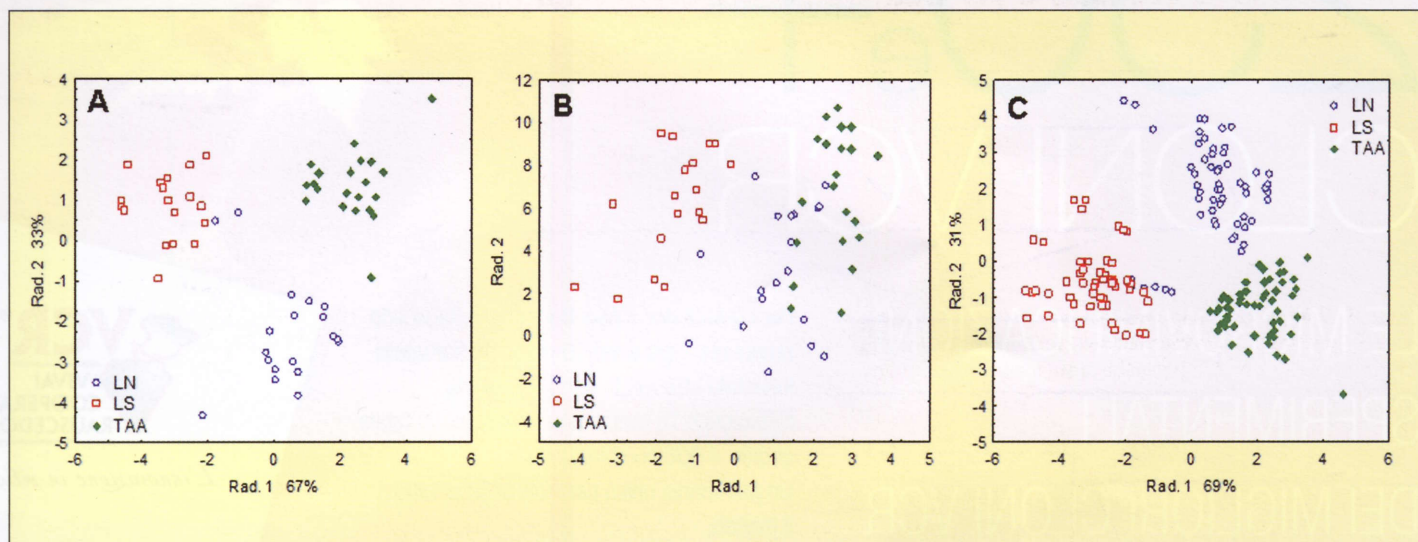 A
4
3
2
1
0
-1
-2
-3
-4
-5
Rad. 2 33%
LN
LS
TAA
-6 -4 -2 0 2 4 6
Rad. 1 67%
B
12
10
8
6
4
2
0
-2
-4
Rad. 2
LN
LS
TAA
-5 -4 -3 -2 -1 0 1 2 3 4 5
Rad. 1
C
5
4
3
2
1
0
-1
-2
-3
-4
-5
Rad. 2 31%
LN
LS
TAA
-6 -4 -2 0 2 4 6
Rad. 1 69%